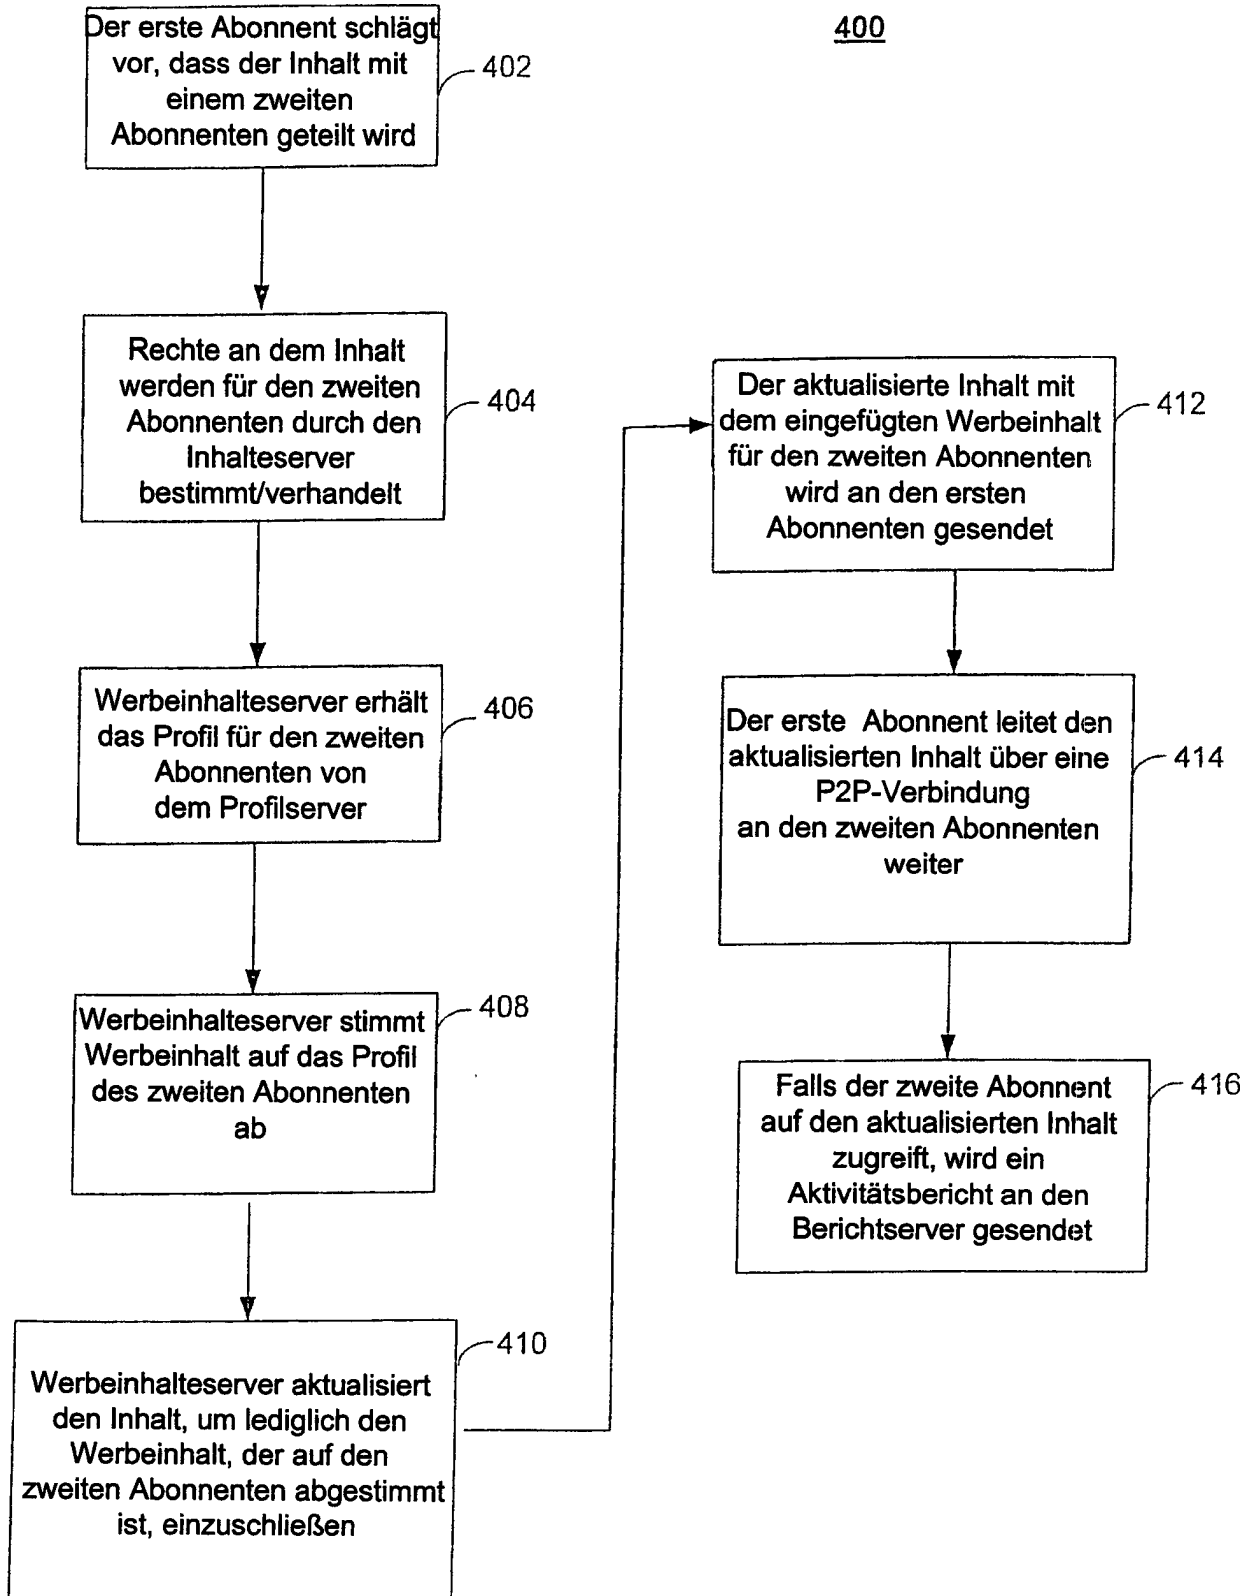 400
Der erste Abonnent schlägt
vor, dass der Inhalt mit
einem zweiten
Abonnenten geteilt wird
402
Rechte an dem Inhalt
werden für den zweiten
Abonnenten durch den
Inhalteserver
bestimmt/verhandelt
404
Werbeinhalteserver erhält
das Profil für den zweiten
Abonnenten von
dem Profilserver
406
Werbeinhalteserver stimmt
Werbeinhalt auf das Profil
des zweiten Abonnenten
ab
408
Werbeinhalteserver aktualisiert
den Inhalt, um lediglich den
Werbeinhalt, der auf den
zweiten Abonnenten abgestimmt
ist, einzuschließen
410
Der aktualisierte Inhalt mit
dem eingefügten Werbeinhalt
für den zweiten Abonnenten
wird an den ersten
Abonnenten gesendet
412
Der erste Abonnent leitet den
aktualisierten Inhalt über eine
P2P-Verbindung
an den zweiten Abonnenten
weiter
414
Falls der zweite Abonnent
auf den aktualisierten Inhalt
zugreift, wird ein
Aktivitätsbericht an den
Berichtserver gesendet
416